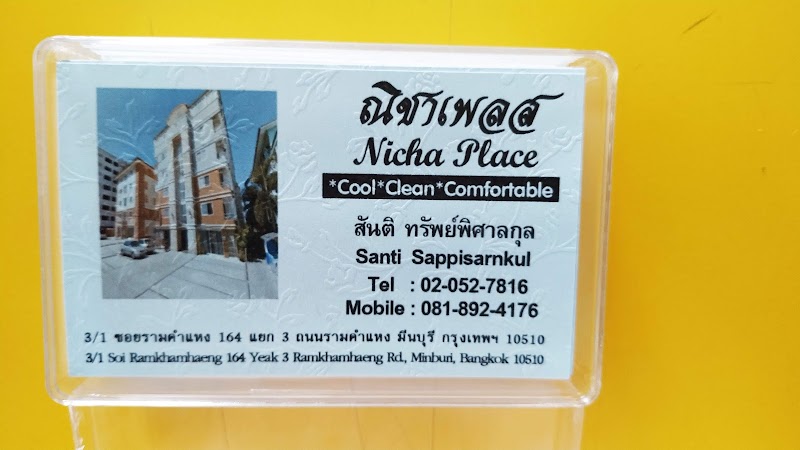 ณิชาเพลส
Nicha Place
*Cool*Clean*Comfortable
สันติ ทรัพย์พิศาลกุล
Santi Sappisarnkul
Tel : 02-052-7816
Mobile : 081-892-4176
3/1 ซอยรามคำแหง 164 แยก 3 ถนนรามคำแหง มีนบุรี กรุงเทพฯ 10510
3/1 Soi Ramkhamhaeng 164 Yeak 3 Ramkhamhaeng Rd., Minburi, Bangkok 10510